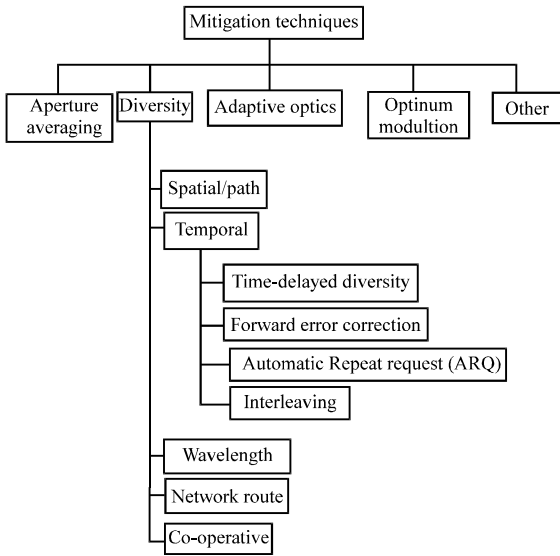 Mitigation techniques
Aperture
averaging
Diversity
Adaptive optics
Optinum
modultion
Other
Spatial/path
Temporal
Time-delayed diversity
Forward error correction
Automatic Repeat request (ARQ)
Interleaving
Wavelength
Network route
Co-operative